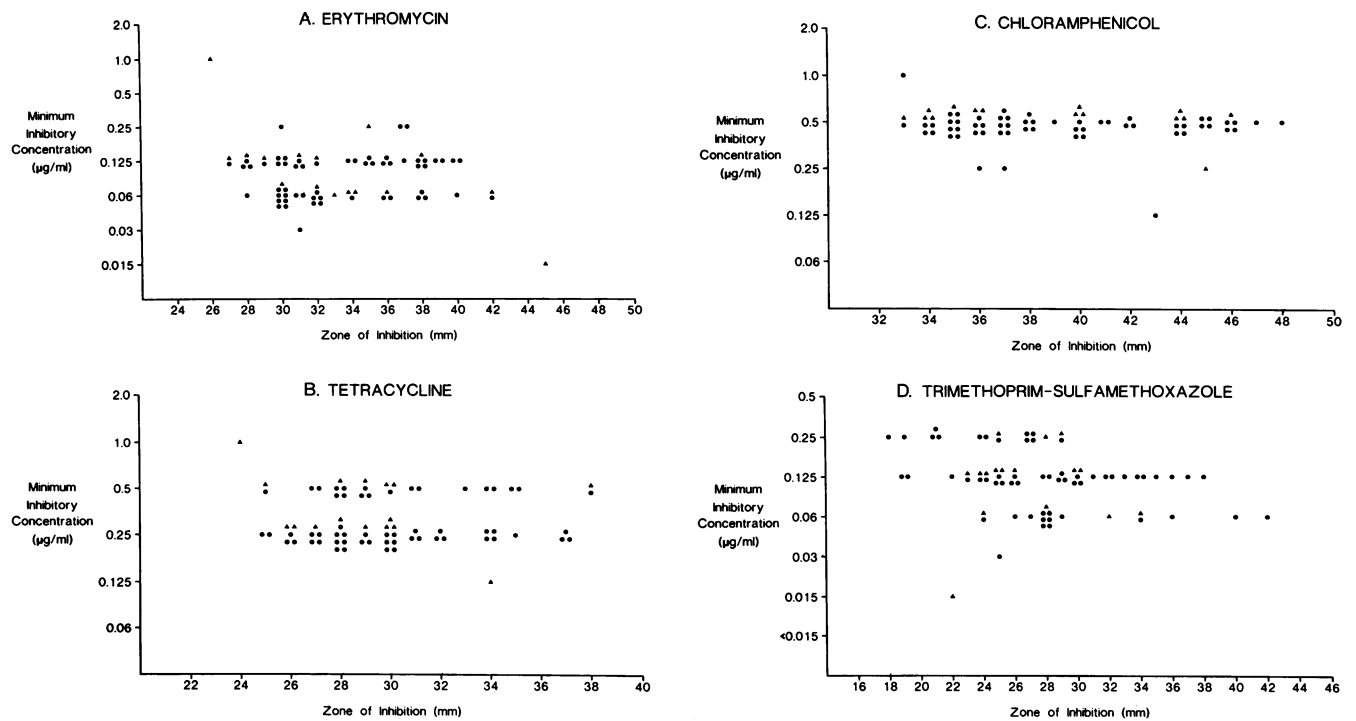 A. ERYTHROMYCIN
2.0
1.0
0.5
0.25
0.125
0.06
0.03
0.015
Minimum
Inhibitory
Concentration
(µg/ml)
24 26 28 30 32 34 36 38 40 42 44 46 48 50
Zone of Inhibition (mm)
C. CHLORAMPHENICOL
2.0
1.0
0.5
0.25
0.125
0.06
Minimum
Inhibitory
Concentration
(µg/ml)
32 34 36 38 40 42 44 46 48 50
Zone of Inhibition (mm)
B. TETRACYCLINE
2.0
1.0
0.5
0.25
0.125
0.06
Minimum
Inhibitory
Concentration
(µg/ml)
22 24 26 28 30 32 34 36 38 40
Zone of Inhibition (mm)
D. TRIMETHOPRIM-SULFAMETHOXAZOLE
0.5
0.25
0.125
0.06
0.03
0.015
<0.015
Minimum
Inhibitory
Concentration
(µg/ml)
16 18 20 22 24 26 28 30 32 34 36 38 40 42 44 46
Zone of Inhibition (mm)